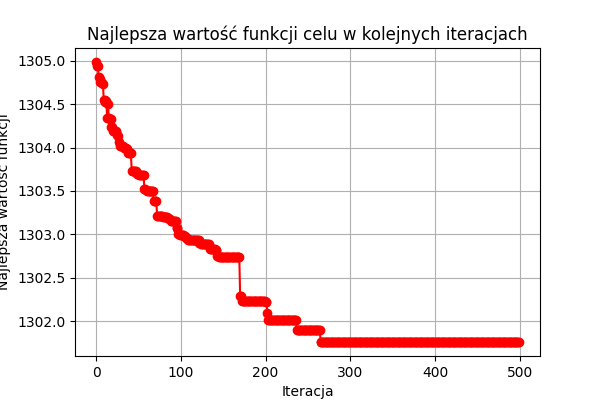 Najlepsza wartość funkcji celu w kolejnych iteracjach
Najlepsza wartość funkcji
1305.0
1304.5
1304.0
1303.5
1303.0
1302.5
1302.0
0 100 200 300 400 500
Iteracja